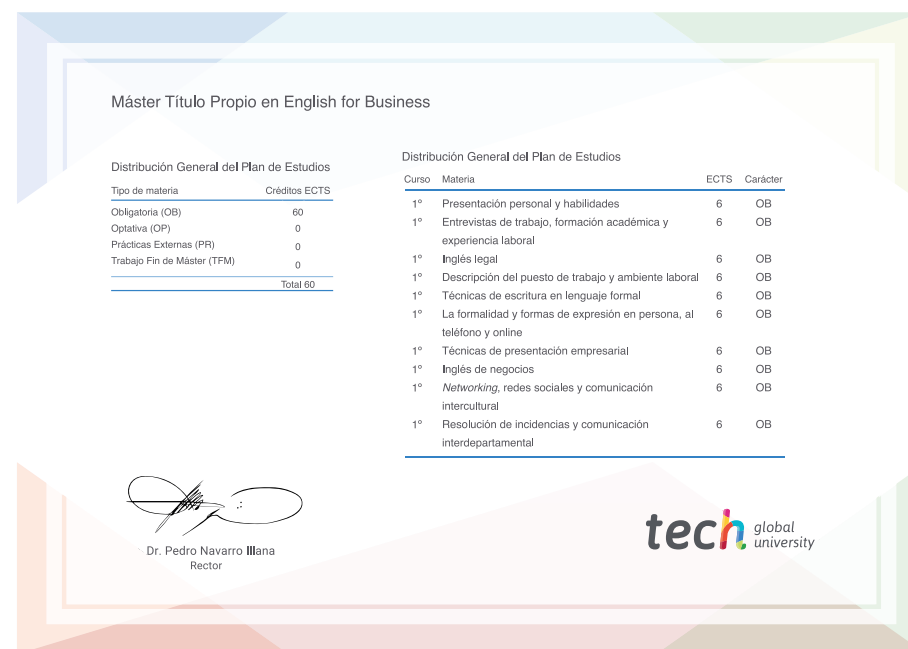 Máster Título Propio en English for Business
Distribución General del Plan de Estudios
Tipo de materia Créditos ECTS
Obligatoria (OB) 60
Optativa (OP) 0
Prácticas Externas (PR) 0
Trabajo Fin de Máster (TFM) 0
Total 60
Distribución General del Plan de Estudios
Curso Materia ECTS Carácter
1º Presentación personal y habilidades 6 OB
1º Entrevistas de trabajo, formación académica y 6 OB
experiencia laboral
1º Inglés legal 6 OB
1º Descripción del puesto de trabajo y ambiente laboral 6 OB
1º Técnicas de escritura en lenguaje formal 6 OB
1º La formalidad y formas de expresión en persona, al 6 OB
teléfono y online
1º Técnicas de presentación empresarial 6 OB
1º Inglés de negocios 6 OB
1º Networking, redes sociales y comunicación 6 OB
intercultural
1º Resolución de incidencias y comunicación 6 OB
interdepartamental
Dr. Pedro Navarro Illana
Rector
tech global
university